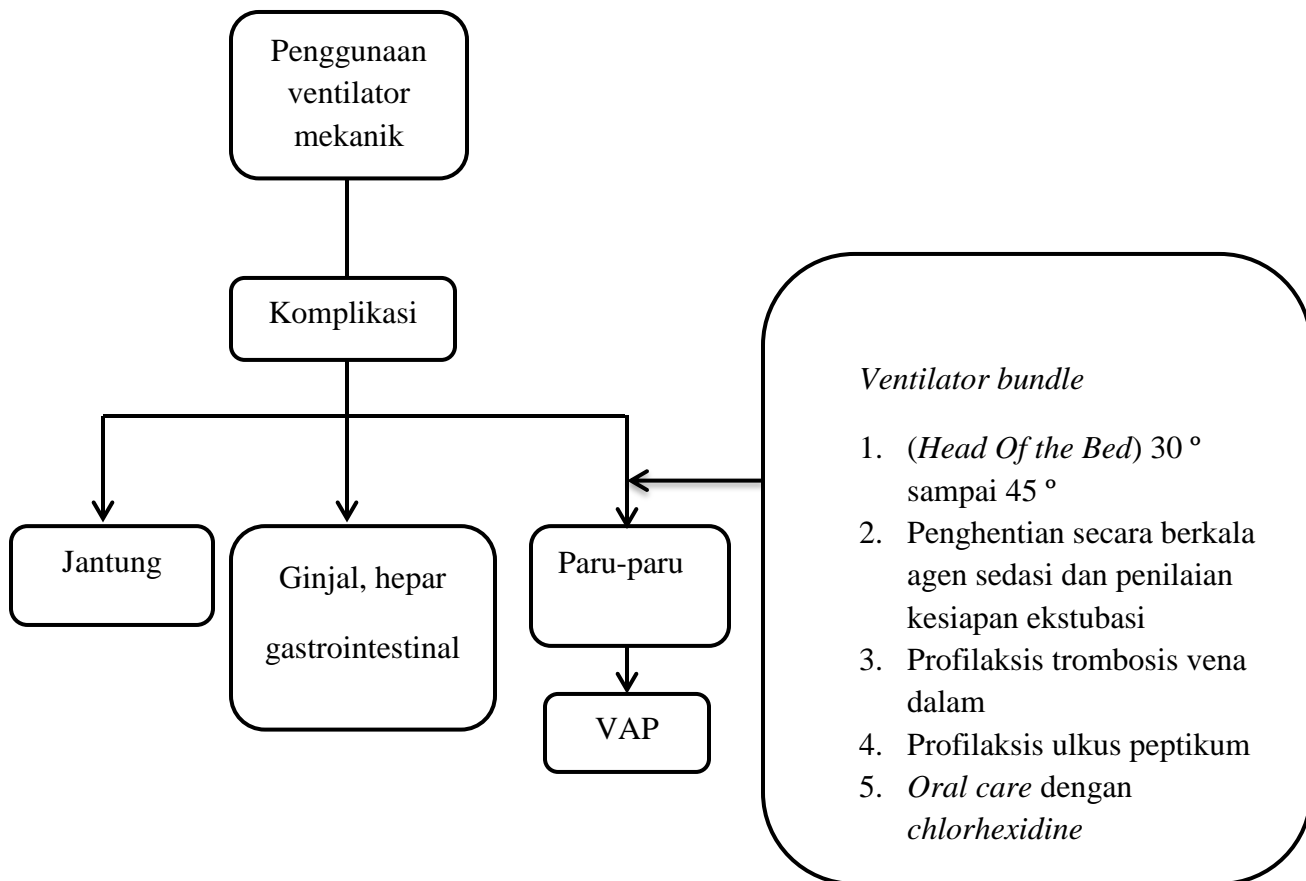 Penggunaan
ventilator
mekanik
Komplikasi
Jantung
Ginjal, hepar
gastrointestinal
Paru-paru
VAP
Ventilator bundle
1. (Head Of the Bed) 30 º
sampai 45 º
2. Penghentian secara berkala
agen sedasi dan penilaian
kesiapan ekstubasi
3. Profilaksis trombosis vena
dalam
4. Profilaksis ulkus peptikum
5. Oral care dengan
chlorhexidine